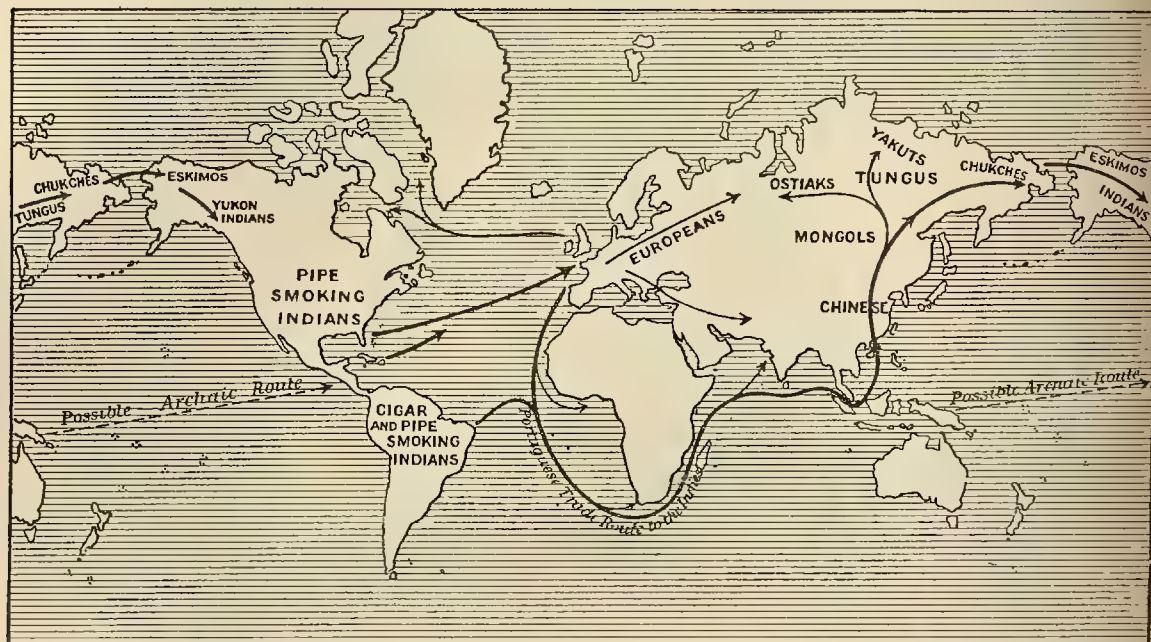 CHUKCHES
TUNGUS
ESKIMOS
YUKON
INDIANS
PIPE
SMOKING
INDIANS
Possible Archaic Route
CIGAR
AND PIPE
SMOKING
INDIANS
EUROPEANS
OSTIAKS
YAKUTS
TUNGUS
MONGOLS
CHINESE
CHUKCHES
ESKIMOS
INDIANS
Portuguese Trade Route to the Indies
Possible Archaic Route